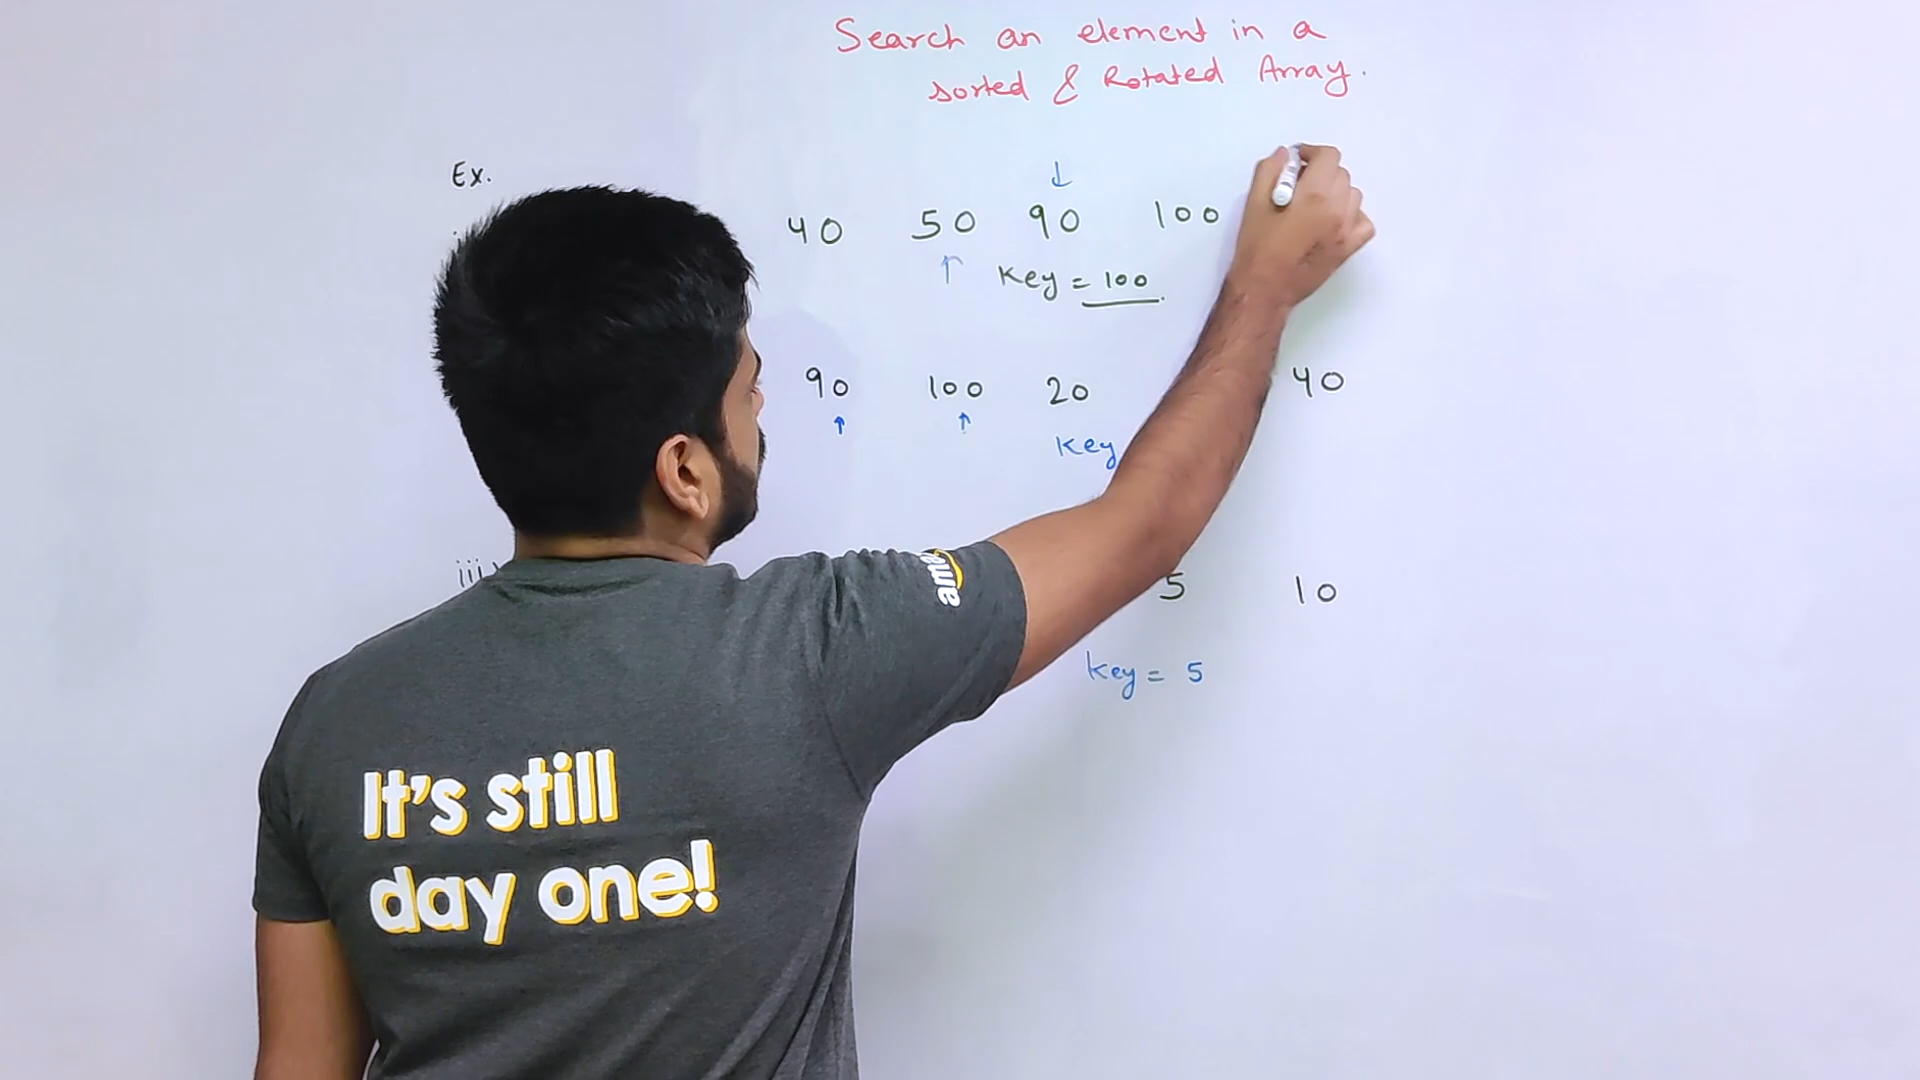 Search an element in a
sorted & Rotated Array.
Ex.
40 50 90 100
Key = 100
90 100 20 40
Key
iii
5 10
Key = 5
It's still
day one!